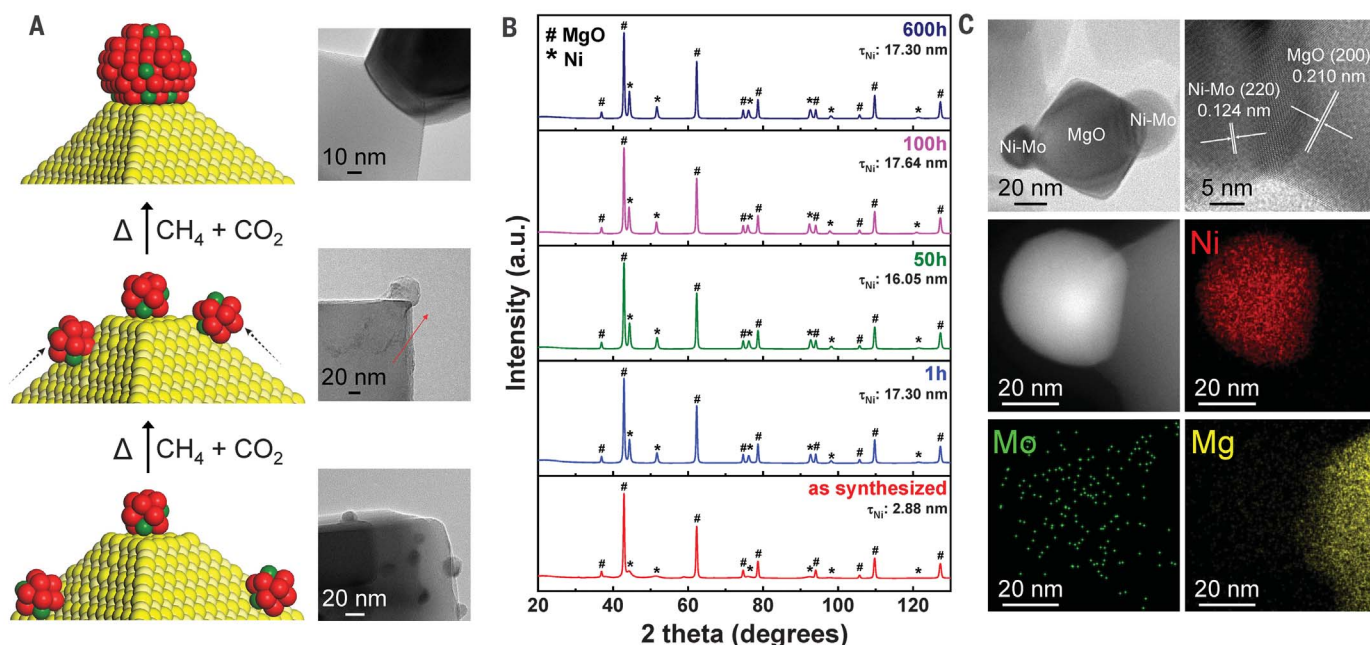 A
10 nm
Δ CH₄ + CO₂
20 nm
Δ CH₄ + CO₂
20 nm
B
# MgO
* Ni
600h
τNi: 17.30 nm
# * * # # * # * # # * #
100h
τNi: 17.64 nm
# * * # # * # * # * # * #
50h
τNi: 16.05 nm
# # * * # # * # * # * # * #
1h
τNi: 17.30 nm
# # * * # # * # * # * # * #
as synthesized
τNi: 2.88 nm
# # * * # # * # * # * # * #
Intensity (a.u.)
20 40 60 80 100 120
2 theta (degrees)
C
Ni-Mo
MgO
Ni-Mo
20 nm
MgO (200)
0.210 nm
Ni-Mo (220)
0.124 nm
5 nm
20 nm
Ni
20 nm
Mo
20 nm
Mg
20 nm